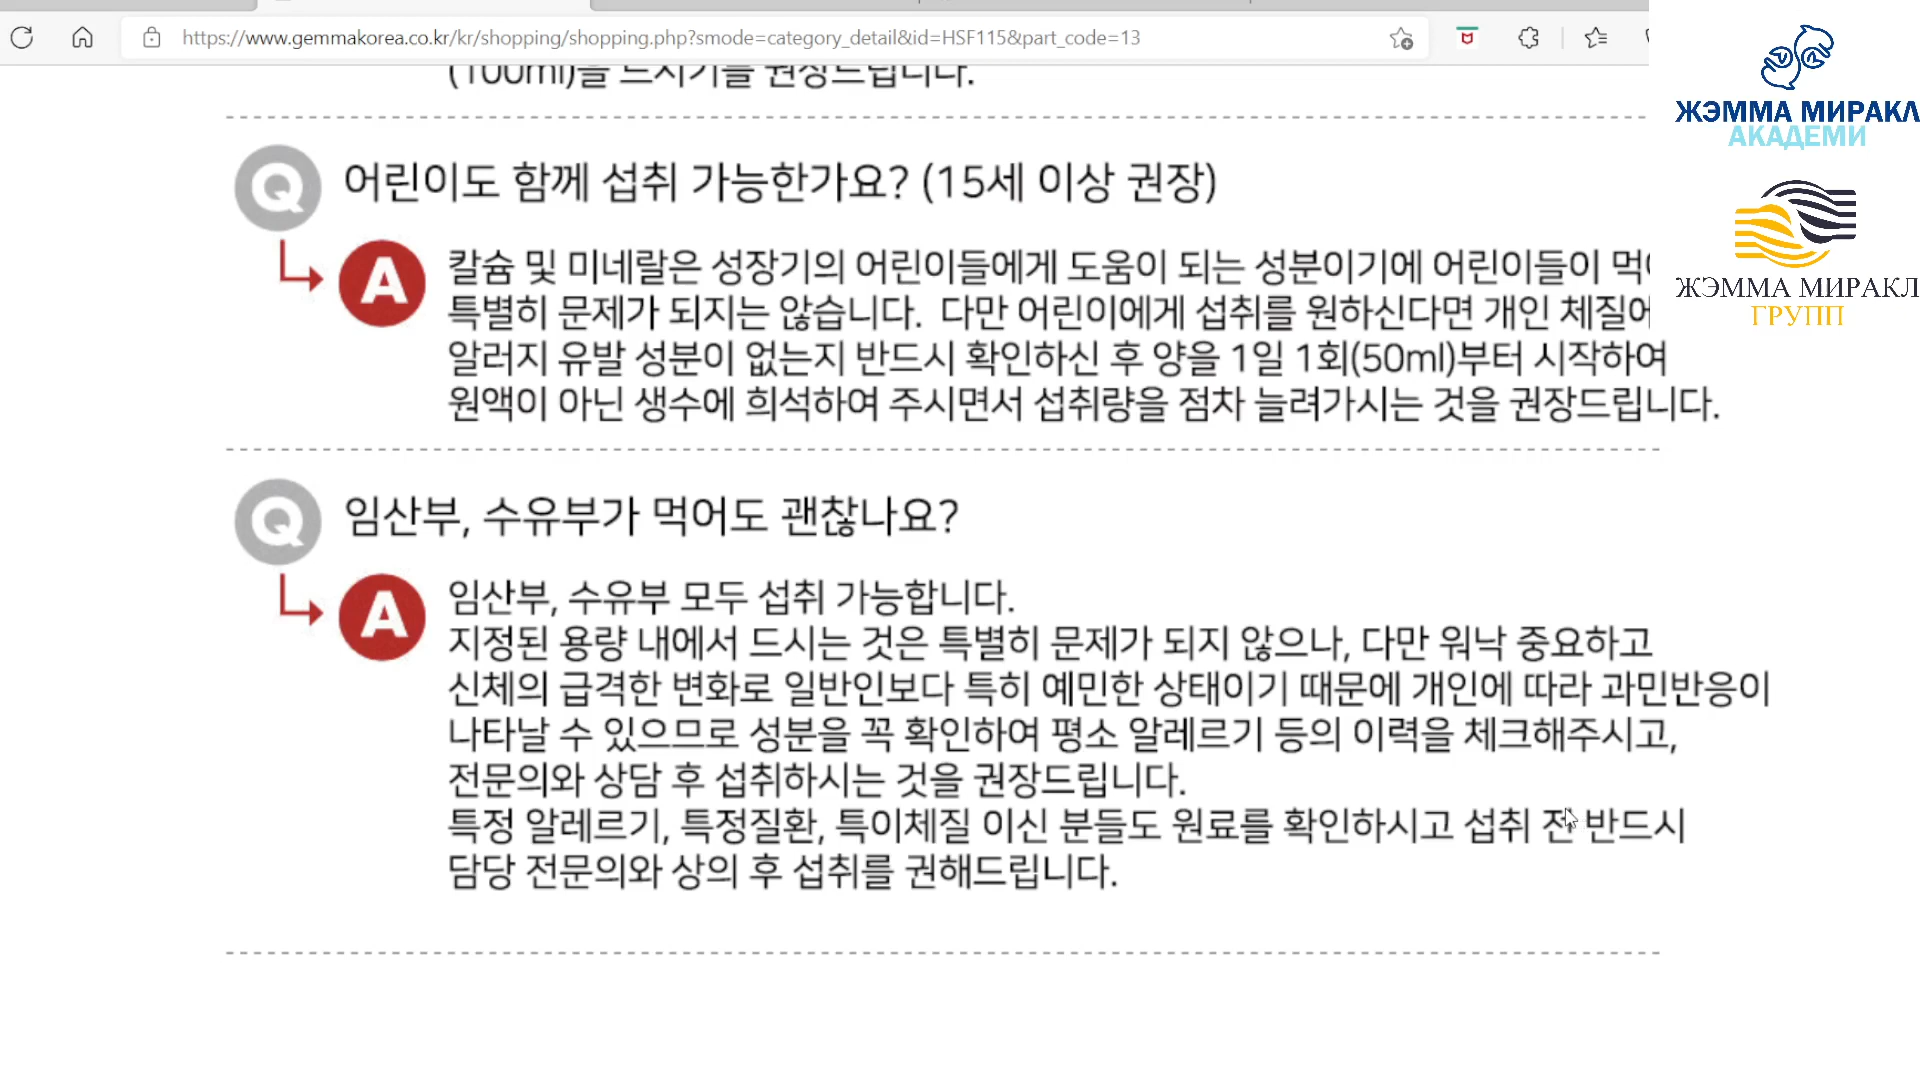 https://www.gemmakorea.co.kr/kr/shopping/shopping.php?smode=category_detail&id=HSF115&part_code=13
(100ml)을 드시기를 권장드립니다.
Q 어린이도 함께 섭취 가능한가요? (15세 이상 권장)
A 칼슘 및 미네랄은 성장기의 어린이들에게 도움이 되는 성분이기에 어린이들이
특별히 문제가 되지는 않습니다. 다만 어린이에게 섭취를 원하신다면 개인
알러지 유발 성분이 없는지 반드시 확인하신 후 양을 1일 1회(50ml)부터 시작하여
원액이 아닌 생수에 희석하여 주시면서 섭취량을 점차 늘려가시는 것을 권장드립니다.
Q 임산부, 수유부가 먹어도 괜찮나요?
A 임산부, 수유부 모두 섭취 가능합니다.
지정된 용량 내에서 드시는 것은 특별히 문제가 되지 않으나, 다만 워낙 중요하고
신체의 급격한 변화로 일반인보다 특히 예민한 상태이기 때문에 개인에 따라 과민반응이
나타날 수 있으므로 성분을 꼭 확인하여 평소 알레르기 등의 이력을 체크해주시고,
전문의와 상담 후 섭취하시는 것을 권장드립니다.
특정 알레르기, 특정질환, 특이체질 이신 분들도 원료를 확인하시고 섭취 전 반드시
담당 전문의와 상의 후 섭취를 권해드립니다.
ЖЭММА МИРАКЛ
АКАДЕМИ
ЖЭММА МИРАКЛ
ГРУПП